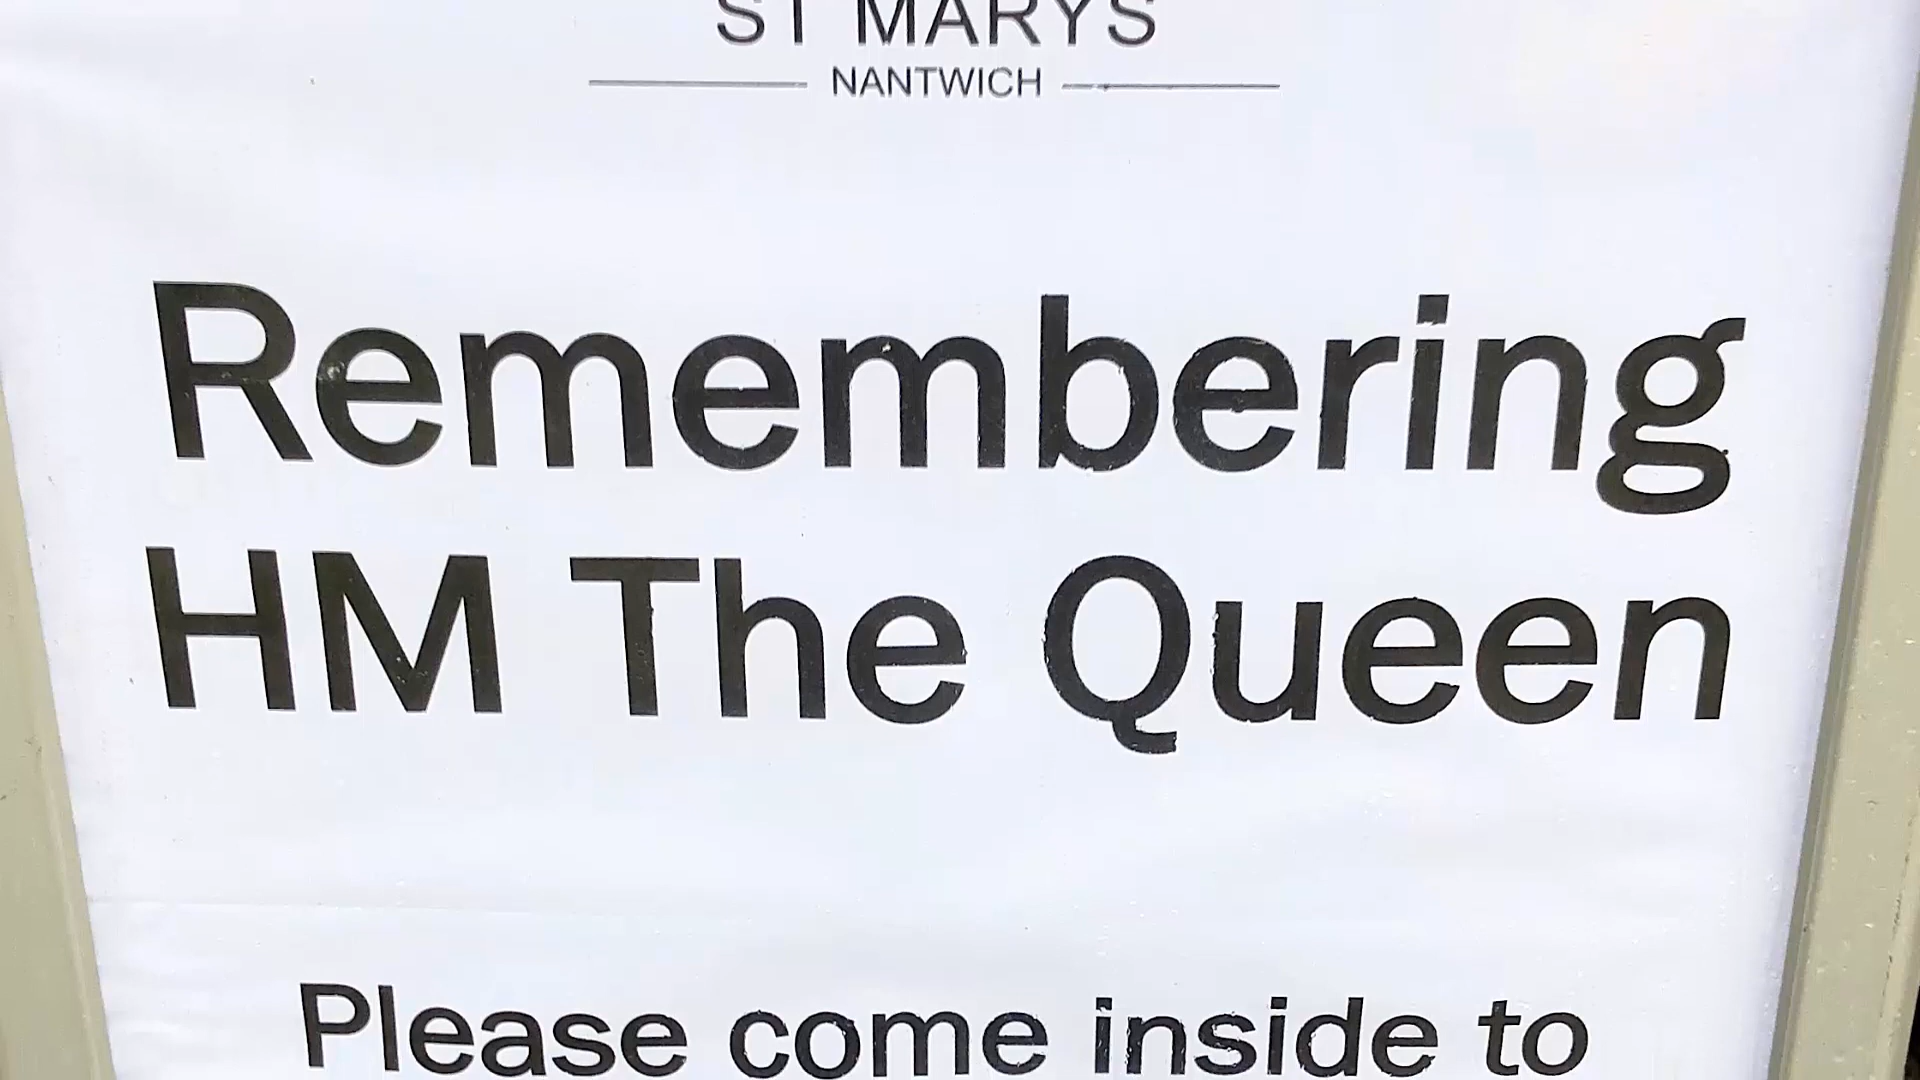 ST MARYS
NANTWICH
Remembering
HM The Queen
Please come inside to